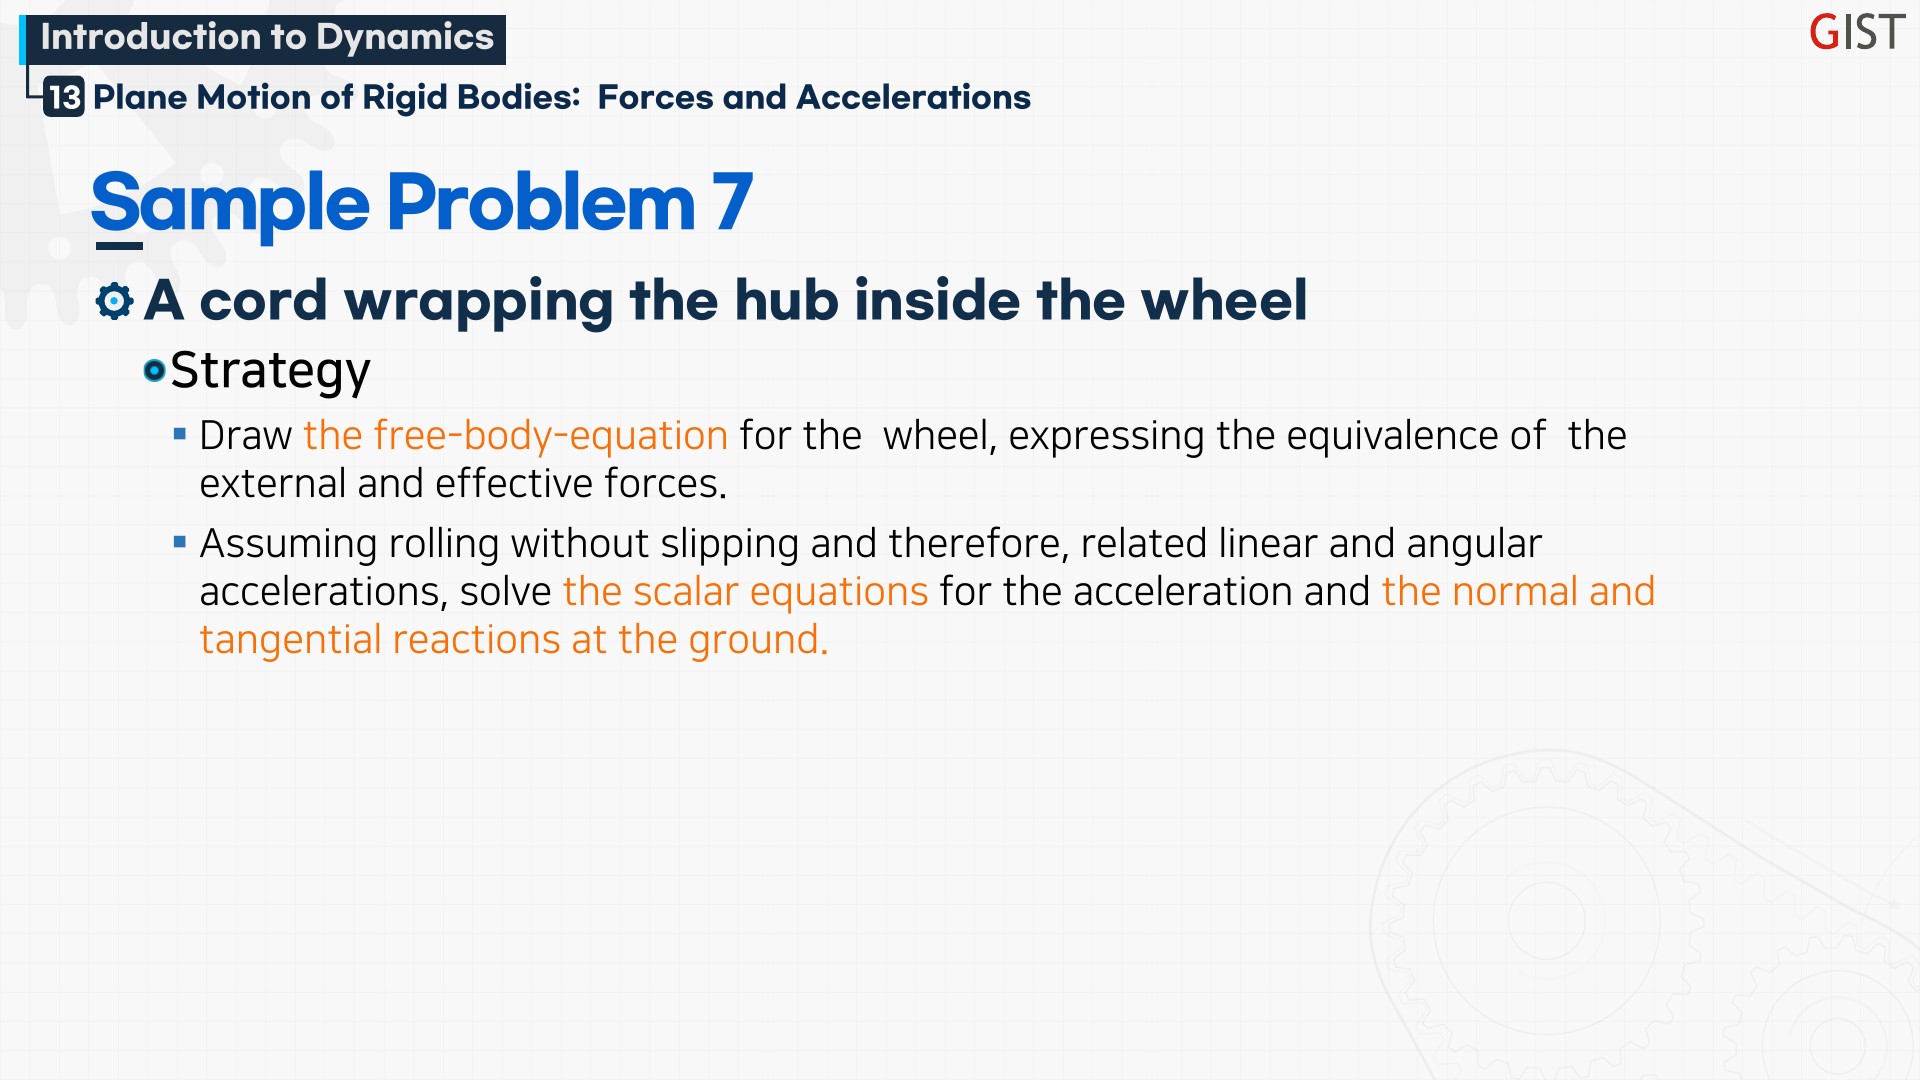 Introduction to Dynamics
GIST
13 Plane Motion of Rigid Bodies: Forces and Accelerations
Sample Problem 7
A cord wrapping the hub inside the wheel
Strategy
Draw the free-body-equation for the wheel, expressing the equivalence of the
external and effective forces.
Assuming rolling without slipping and therefore, related linear and angular
accelerations, solve the scalar equations for the acceleration and the normal and
tangential reactions at the ground.